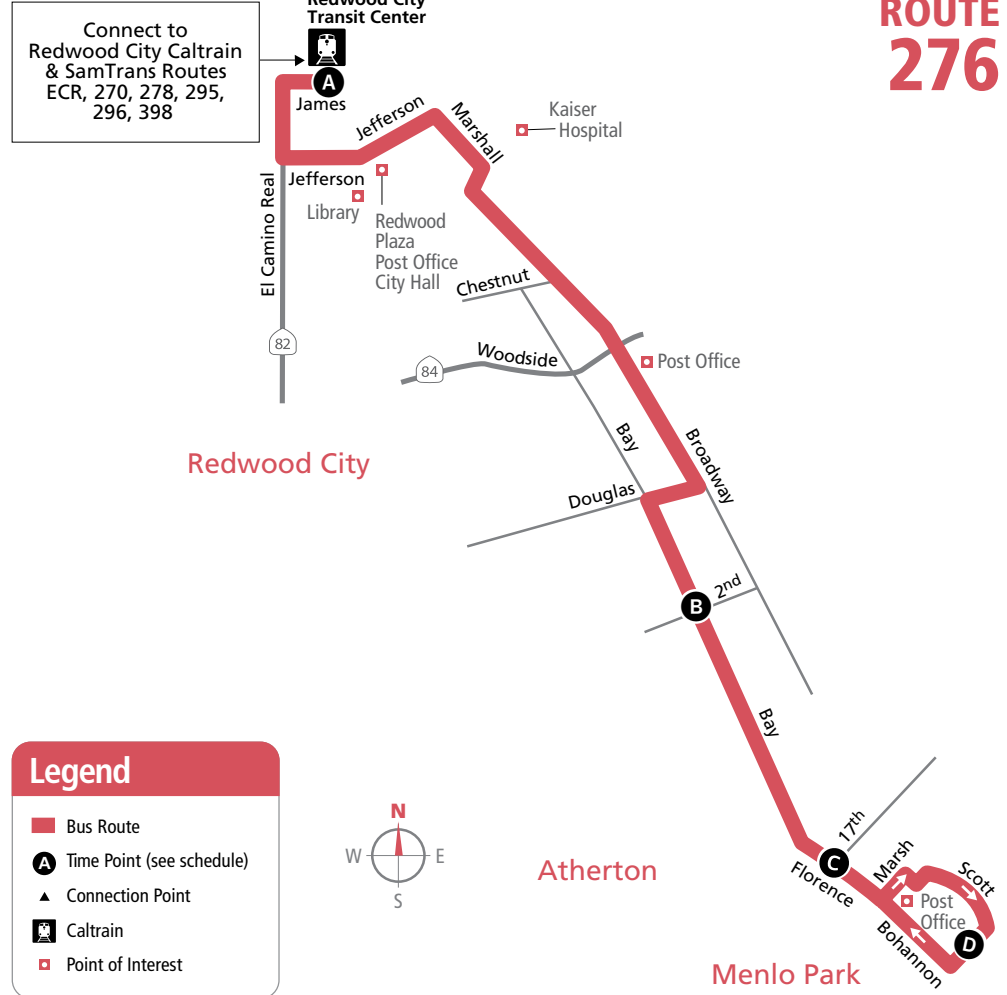 Redwood City
Transit Center
ROUTE
276
Connect to
Redwood City Caltrain
& SamTrans Routes
ECR, 270, 278, 295,
296, 398
A
James
Jefferson
Marshall
Kaiser
Hospital
Jefferson
Library
Redwood
Plaza
Post Office
City Hall
El Camino Real
Chestnut
82
84
Woodside
Post Office
Bay
Broadway
Redwood City
Douglas
2nd
B
Bay
17th
C
Florence
Marsh
Scott
Post
Office
D
Bohannon
Atherton
Menlo Park
N
W
E
S
Legend
Bus Route
A Time Point (see schedule)
Connection Point
Caltrain
Point of Interest